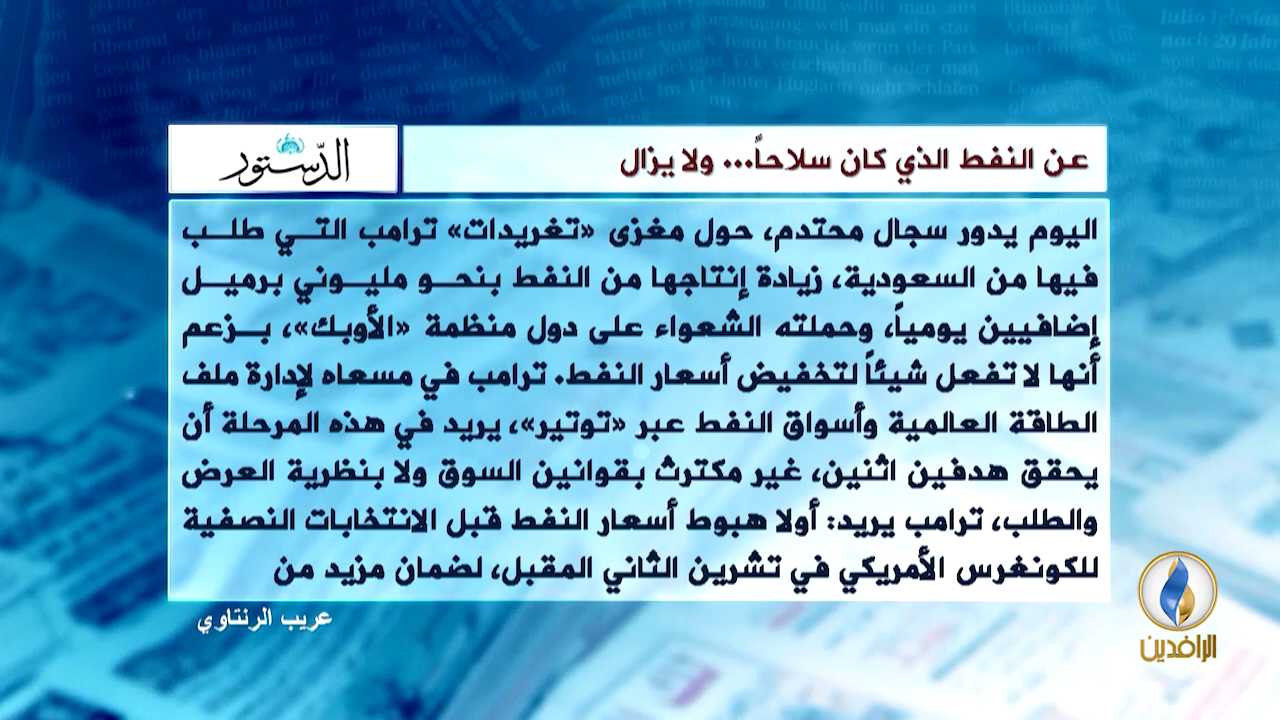 عن النفط الذي كان سلاحاً... ولا يزال
الدستور
اليوم يدور سجال محتدم، حول مغزى «تغريدات» ترامب التي طلب
فيها من السعودية، زيادة إنتاجها من النفط بنحو مليوني برميل
إضافيين يومياً، وحملته الشعواء على دول منظمة «الأوبك»، بزعم
أنها لا تفعل شيئاً لتخفيض أسعار النفط. ترامب في مسعاه لإدارة ملف
الطاقة العالمية وأسواق النفط عبر «توتير»، يريد في هذه المرحلة أن
يحقق هدفين اثنين، غير مكترث بقوانين السوق ولا بنظرية العرض
والطلب، ترامب يريد: أولا هبوط أسعار النفط قبل الانتخابات النصفية
للكونغرس الأمريكي في تشرين الثاني المقبل، لضمان مزيد من
عريب الرنتاوي
الرافدين